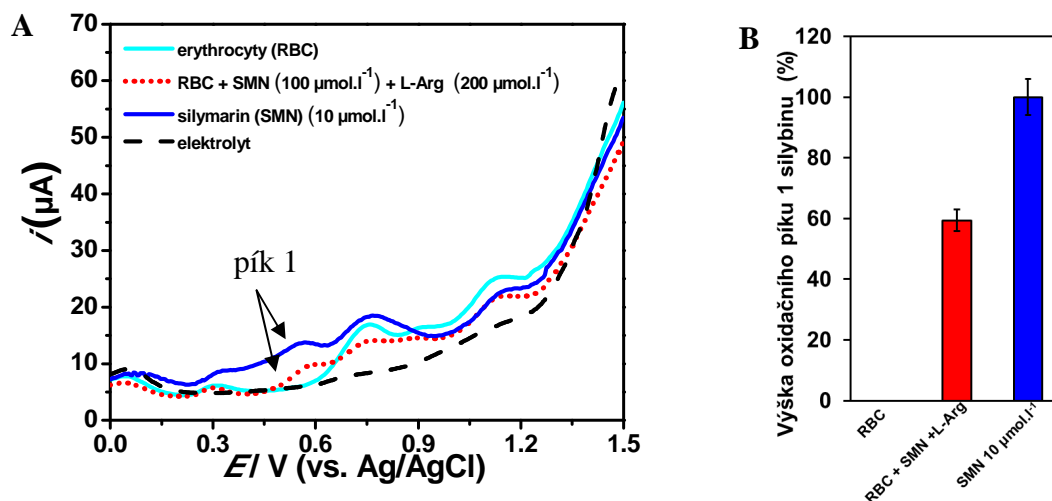 A
70
60
50
40
30
20
10
0
i(µA)
erythrocyty (RBC)
RBC + SMN (100 µmol.l⁻¹) + L-Arg (200 µmol.l⁻¹)
silymarin (SMN) (10 µmol.l⁻¹)
elektrolyt
pík 1
0.0 0.3 0.6 0.9 1.2 1.5
E/ V (vs. Ag/AgCl)
B
Výška oxidačního píku 1 silybinu (%)
120
100
80
60
40
20
0
RBC
RBC + SMN +L-Arg
SMN 10 µmol.l⁻¹